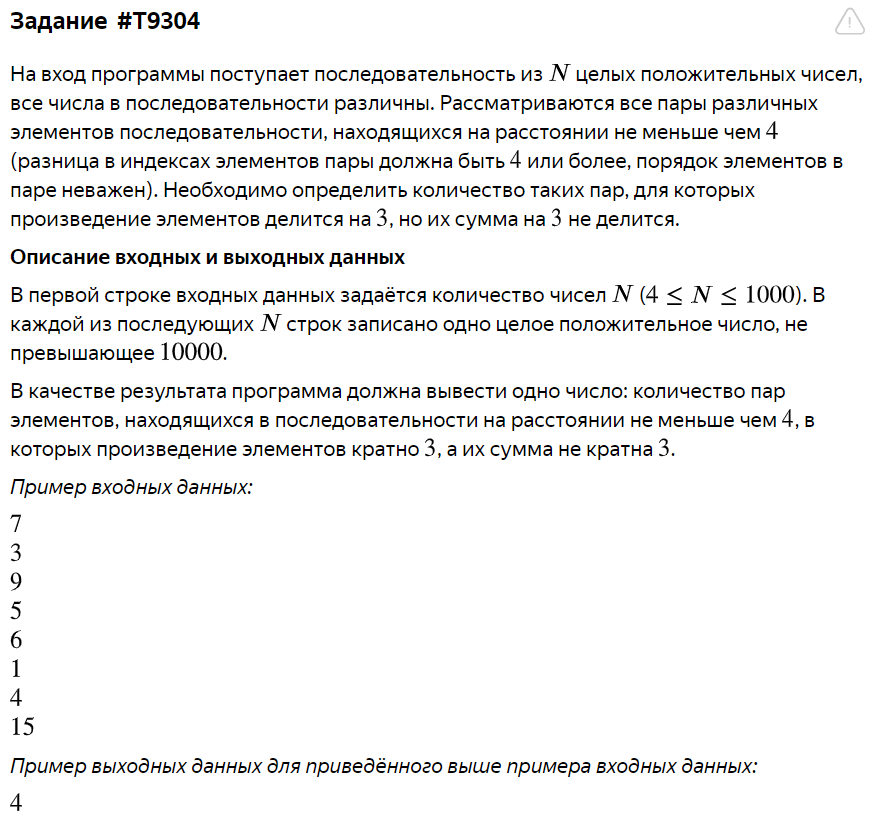 Задание #T9304
На вход программы поступает последовательность из N целых положительных чисел,
все числа в последовательности различны. Рассматриваются все пары различных
элементов последовательности, находящихся на расстоянии не меньше чем 4
(разница в индексах элементов пары должна быть 4 или более, порядок элементов в
паре неважен). Необходимо определить количество таких пар, для которых
произведение элементов делится на 3, но их сумма на 3 не делится.
Описание входных и выходных данных
В первой строке входных данных задаётся количество чисел N (4 ≤ N ≤ 1000). В
каждой из последующих N строк записано одно целое положительное число, не
превышающее 10000.
В качестве результата программа должна вывести одно число: количество пар
элементов, находящихся в последовательности на расстоянии не меньше чем 4, в
которых произведение элементов кратно 3, а их сумма не кратна 3.
Пример входных данных:
7
3
9
5
6
1
4
15
Пример выходных данных для приведённого выше примера входных данных:
4